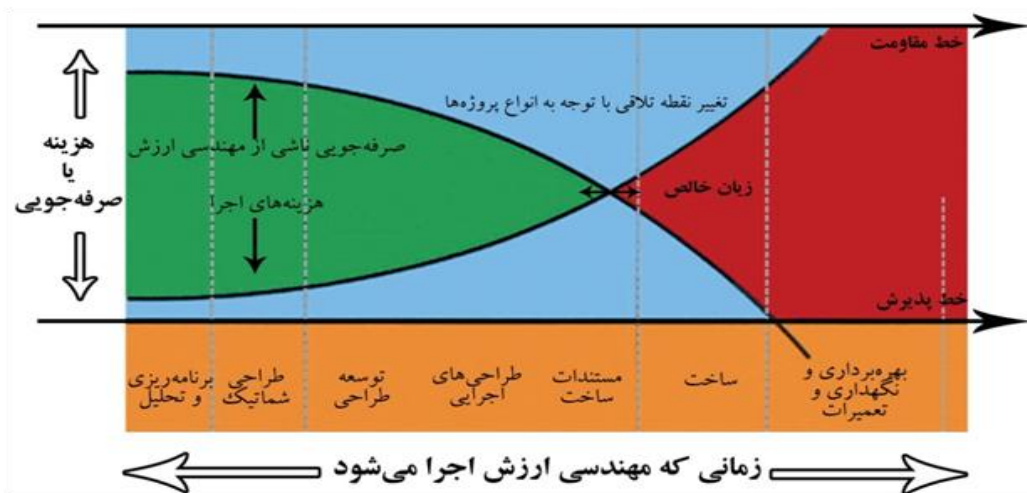 خط مقاومت
تغییر نقطه تلاقی با توجه به انواع پروژه‌ها
هزینه
یا
صرفه‌جویی
صرفه‌جویی ناشی از مهندسی ارزش
هزینه‌های اجرا
زیان خالص
خط پذیرش
برنامه‌ریزی
و تحلیل
طراحی
شماتیک
توسعه
طراحی
طراحی‌های
اجرایی
مستندات
ساخت
ساخت
بهره‌برداری و
نگهداری و
تعمیرات
زمانی که مهندسی ارزش اجرا می‌شود